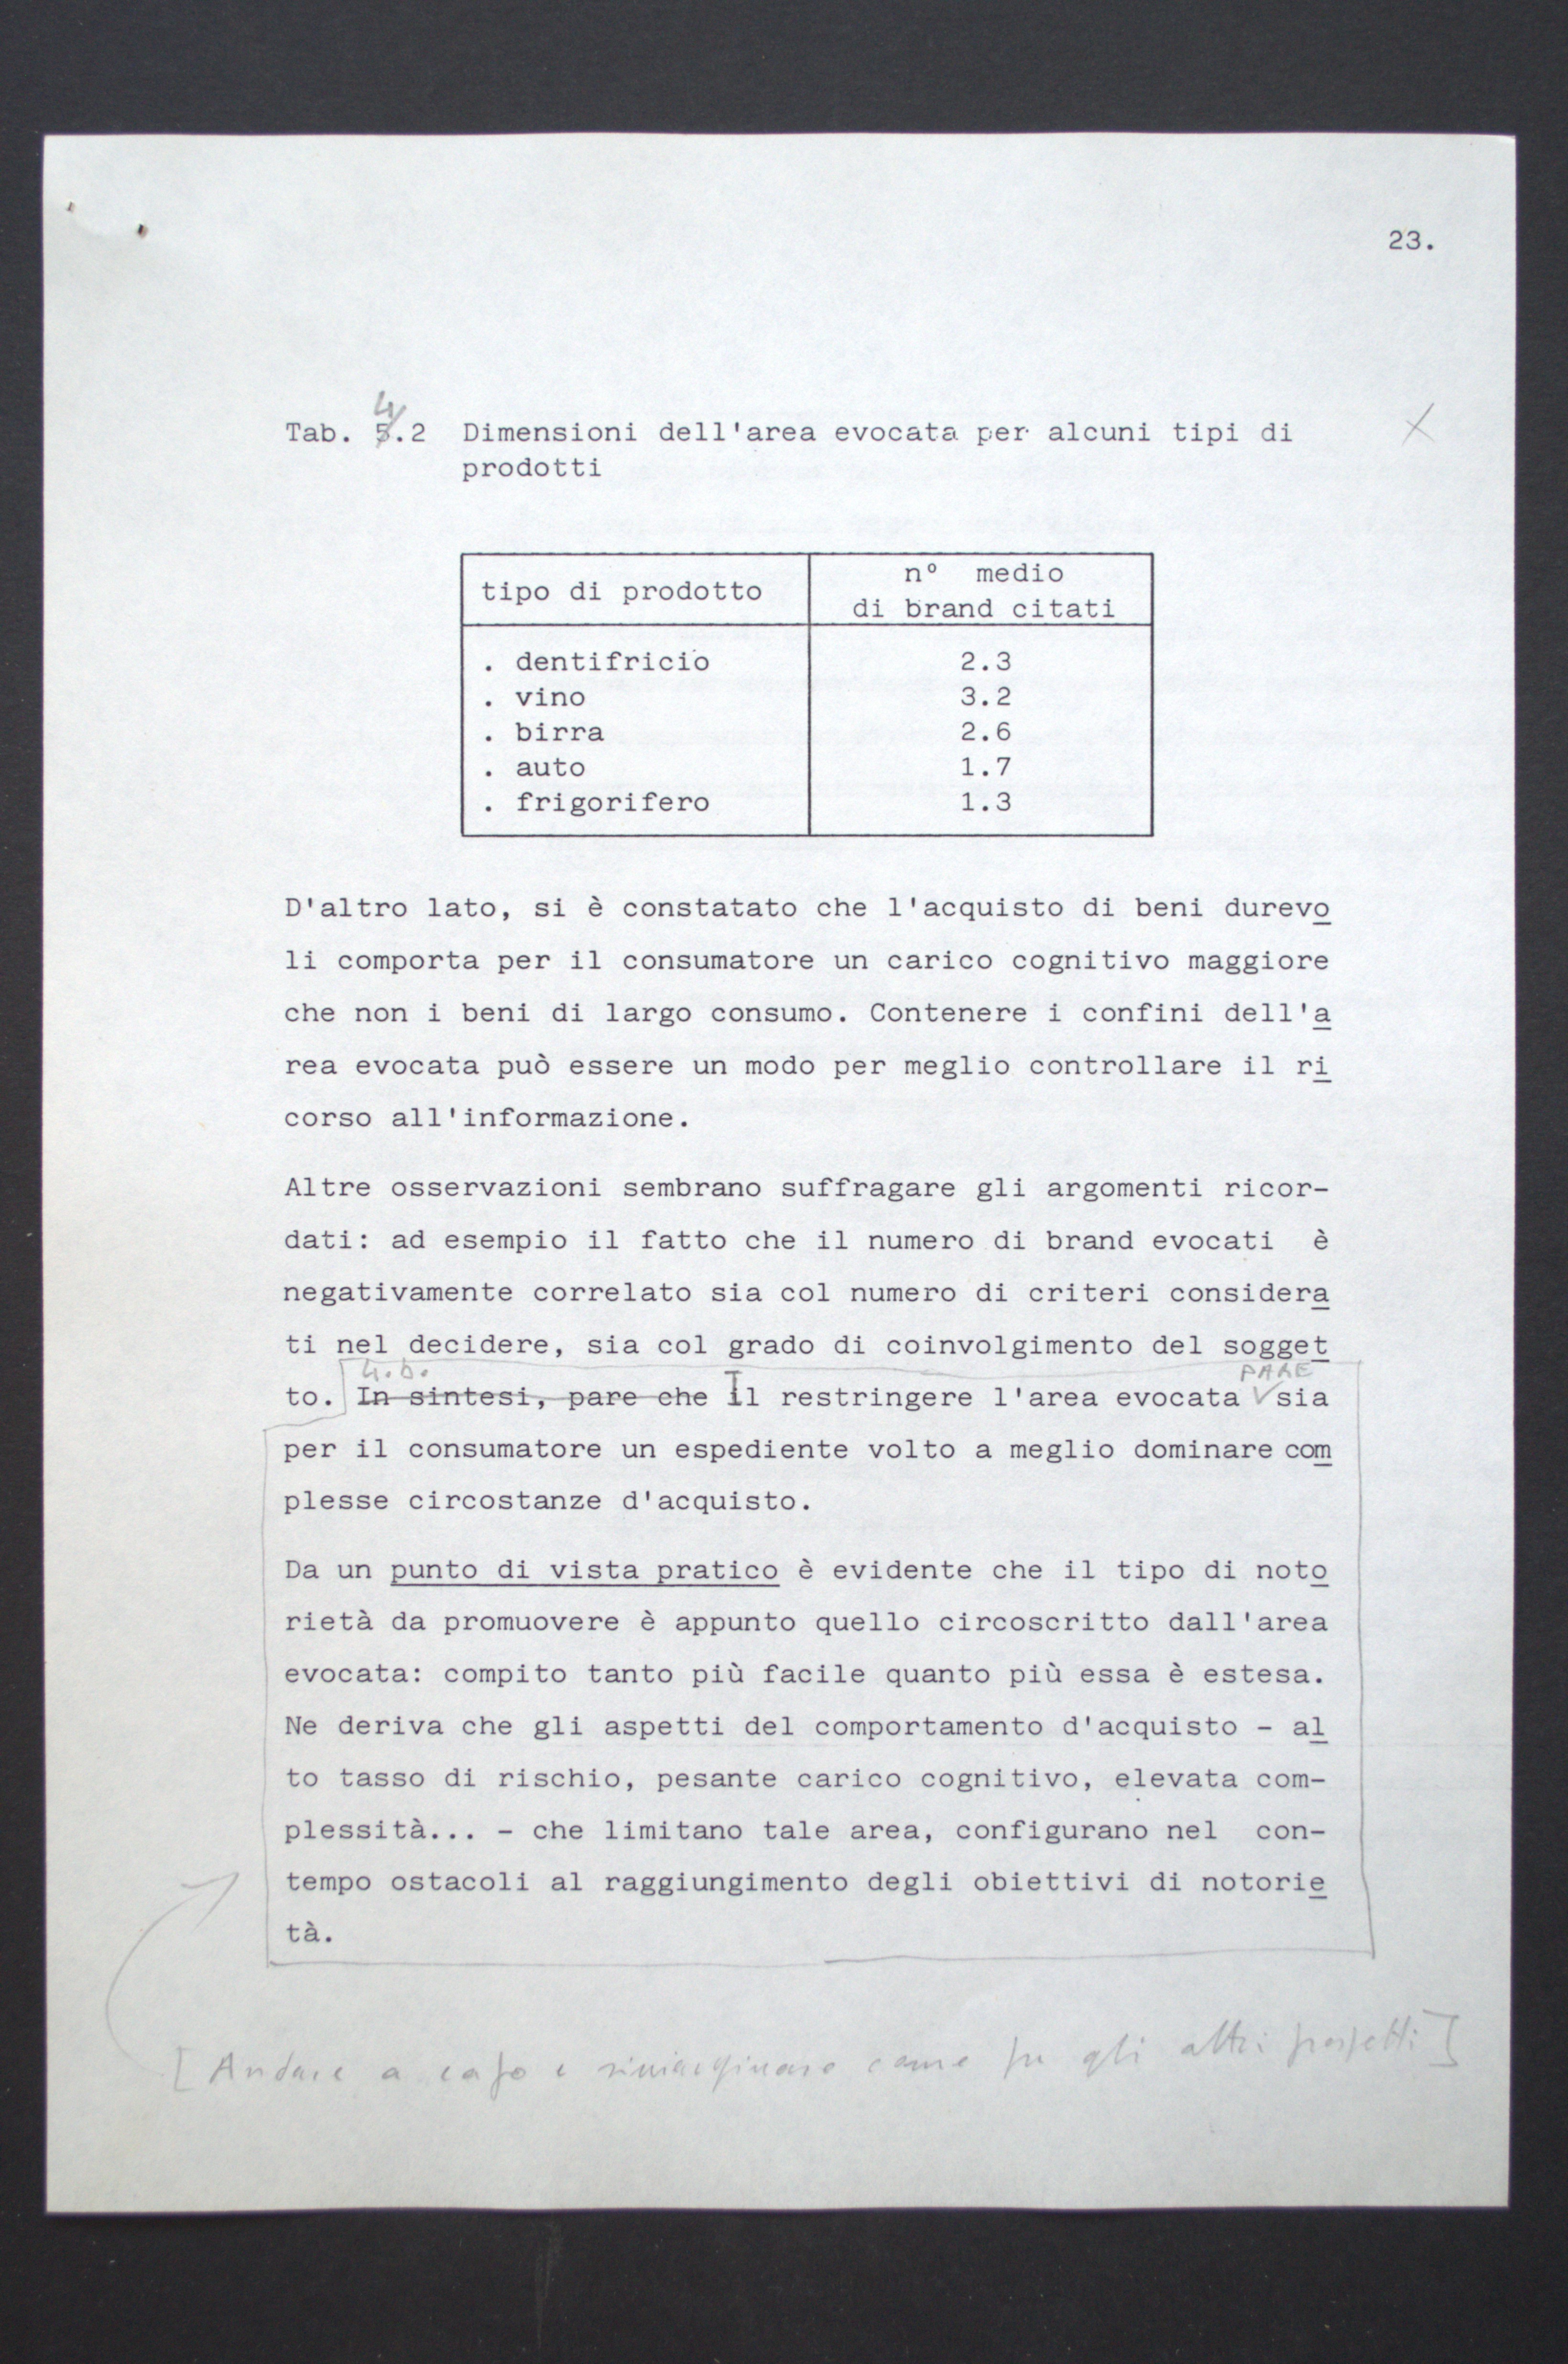 23.
Tab. 4.2 Dimensioni dell'area evocata per alcuni tipi di
prodotti
tipo di prodotto
n° medio
di brand citati
. dentifricio 2.3
. vino 3.2
. birra 2.6
. auto 1.7
. frigorifero 1.3
D'altro lato, si è constatato che l'acquisto di beni durevo
li comporta per il consumatore un carico cognitivo maggiore
che non i beni di largo consumo. Contenere i confini dell'a
rea evocata può essere un modo per meglio controllare il ri
corso all'informazione.
Altre osservazioni sembrano suffragare gli argomenti ricor-
dati: ad esempio il fatto che il numero di brand evocati è
negativamente correlato sia col numero di criteri considera
ti nel decidere, sia col grado di coinvolgimento del sogget
PARE
to. In sintesi, pare che Il restringere l'area evocata sia
per il consumatore un espediente volto a meglio dominare com
plesse circostanze d'acquisto.
Da un punto di vista pratico è evidente che il tipo di noto
rietà da promuovere è appunto quello circoscritto dall'area
evocata: compito tanto più facile quanto più essa è estesa.
Ne deriva che gli aspetti del comportamento d'acquisto - al
to tasso di rischio, pesante carico cognitivo, elevata com-
plessità... - che limitano tale area, configurano nel con-
tempo ostacoli al raggiungimento degli obiettivi di notorie
tà.
[Andare a capo e come su gli altri]